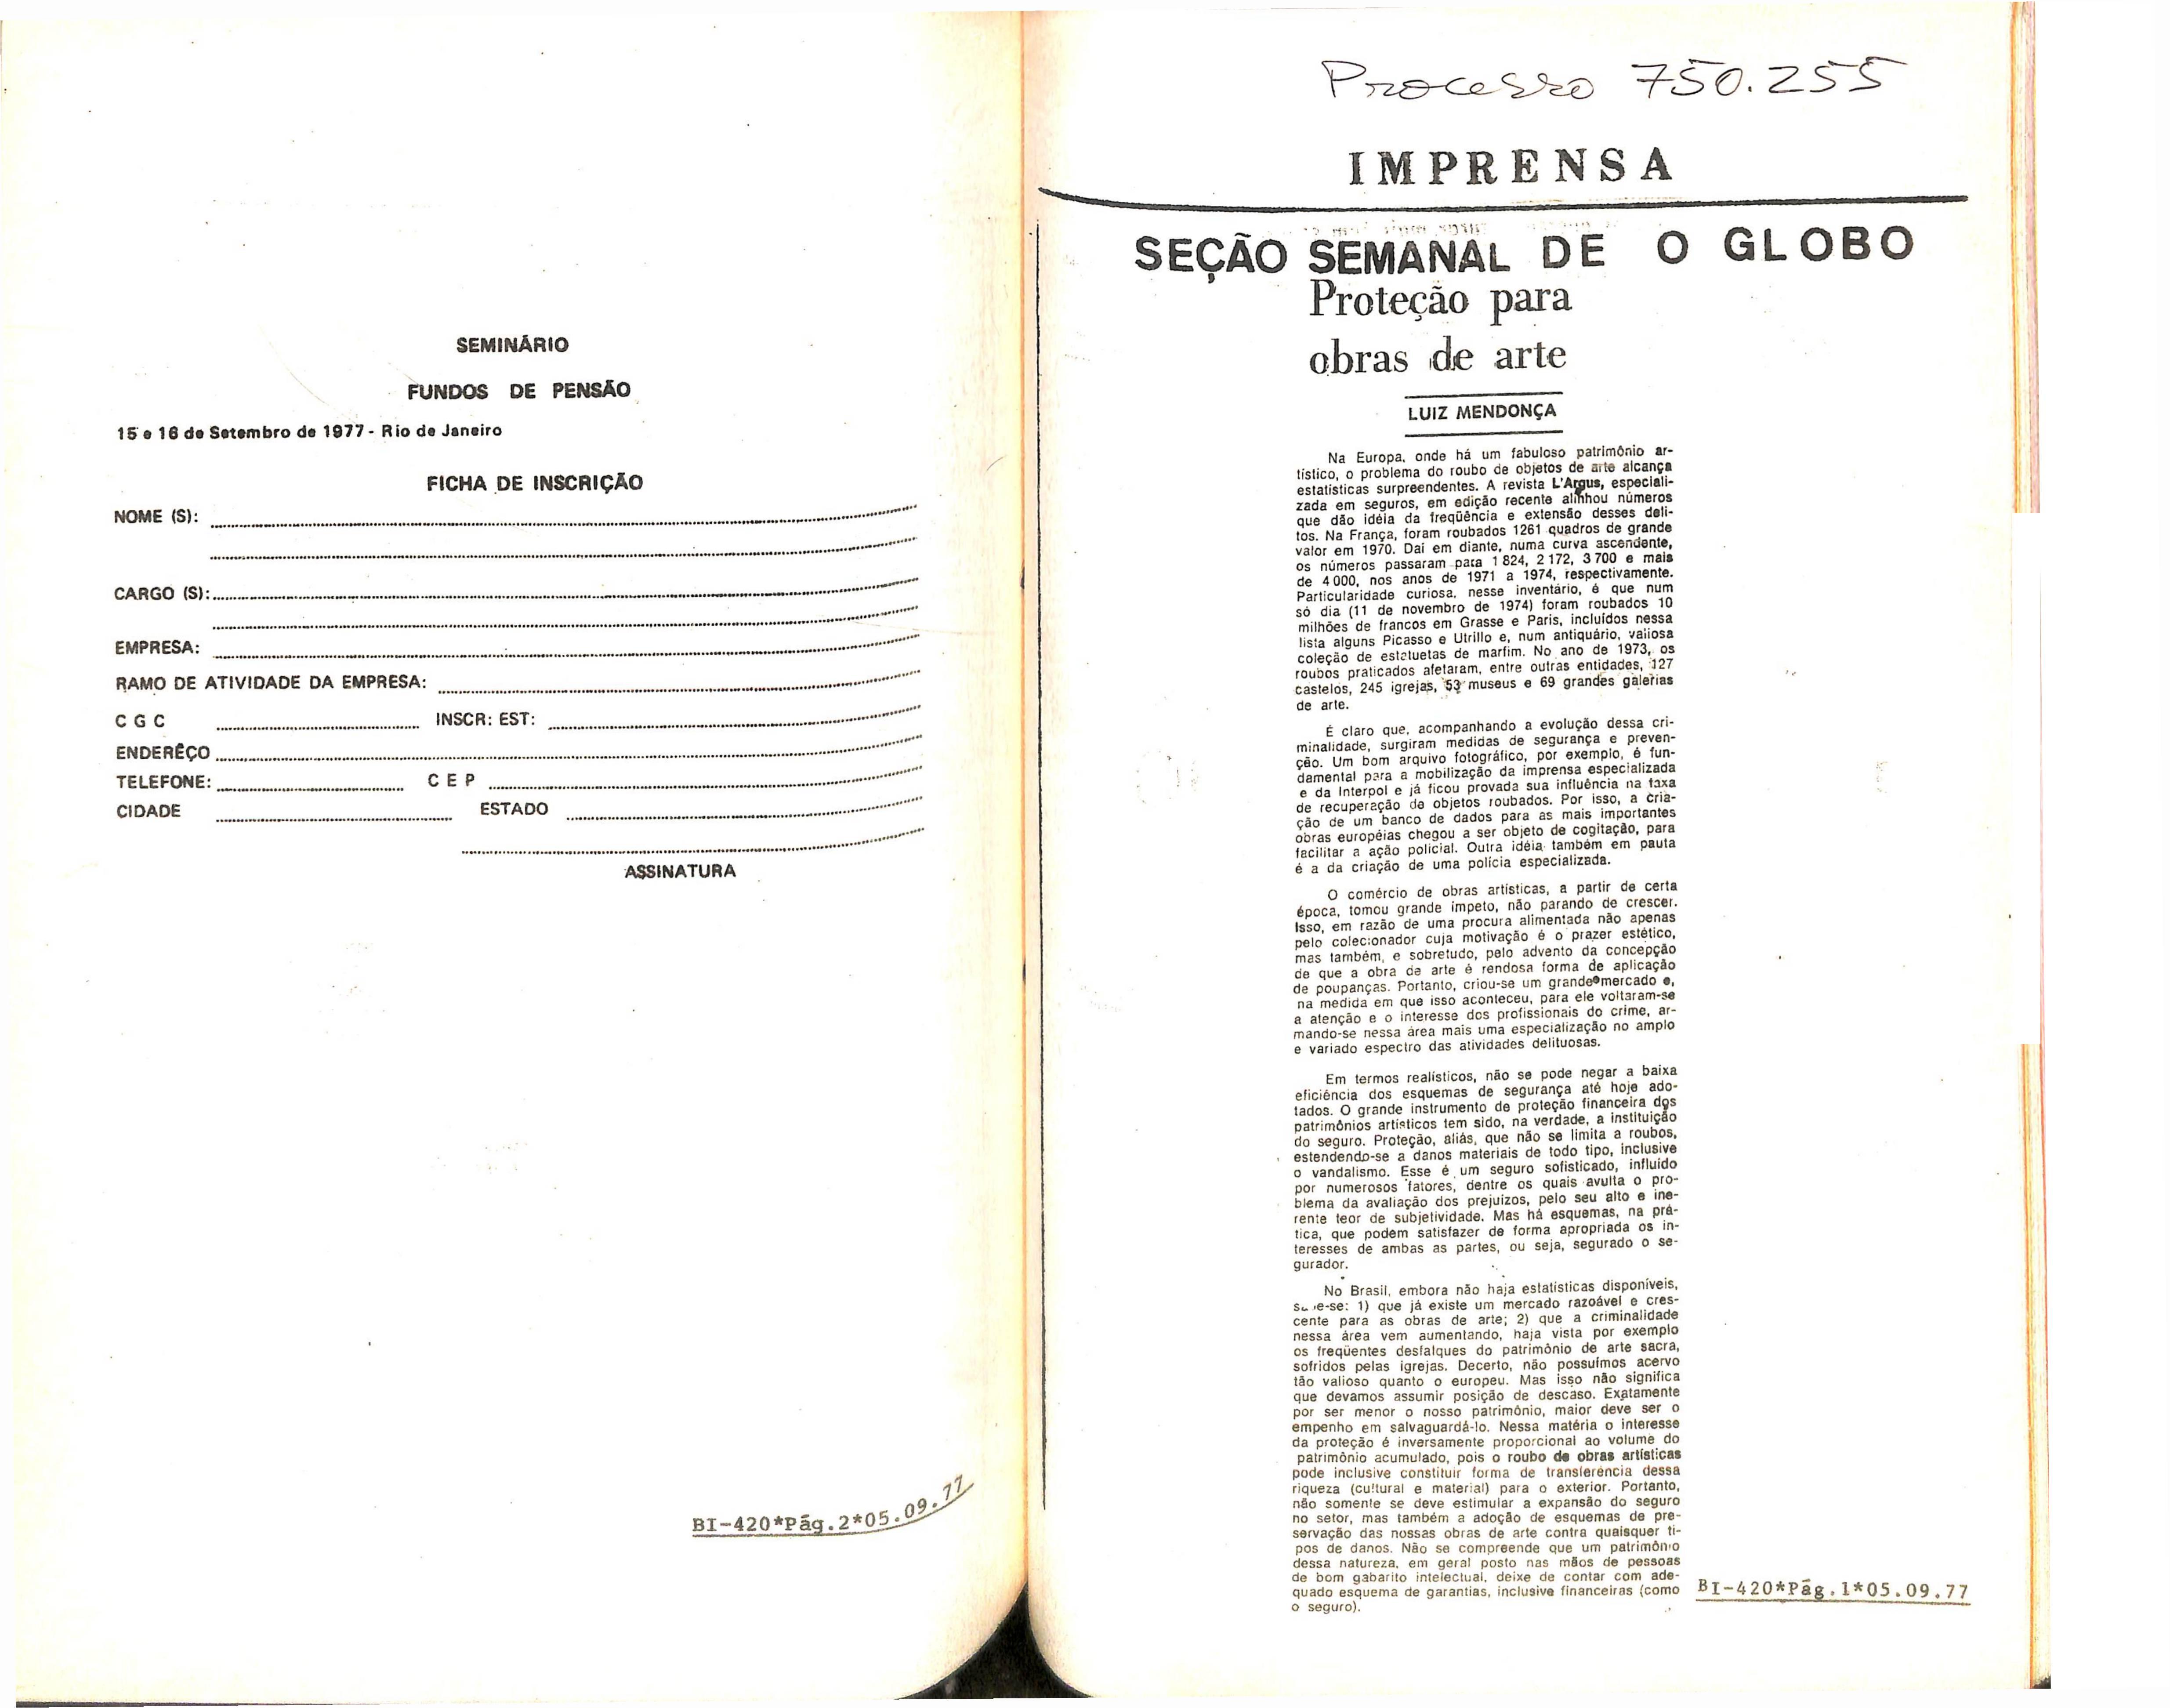 SEMINÁRIO
FUNDOS DE PENSÃO
15 e 16 de Setembro de 1977 - Rio de Janeiro
FICHA DE INSCRIÇÃO
NOME (S):
CARGO (S):
EMPRESA:
RAMO DE ATIVIDADE DA EMPRESA:
C G C INSCR: EST:
ENDERÊÇO
TELEFONE: C E P
CIDADE ESTADO
ASSINATURA
BI-420*Pág.2*05.09.77
Processo 750.255
IMPRENSA
SEÇÃO SEMANAL DE O GLOBO
Proteção para
obras de arte
LUIZ MENDONÇA
Na Europa, onde há um fabuloso patrimônio ar-
tístico, o problema do roubo de objetos de arte alcança
estatísticas surpreendentes. A revista L'Argus, especiali-
zada em seguros, em edição recente alinhou números
que dão idéia da freqüência e extensão desses deli-
tos. Na França, foram roubados 1261 quadros de grande
valor em 1970. Daí em diante, numa curva ascendente,
os números passaram para 1 824, 2 172, 3 700 e mais
de 4 000, nos anos de 1971 a 1974, respectivamente.
Particularidade curiosa, nesse inventário, é que num
só dia (11 de novembro de 1974) foram roubados 10
milhões de francos em Grasse e Paris, incluídos nessa
lista alguns Picasso e Utrillo e, num antiquário, valiosa
coleção de estatuetas de marfim. No ano de 1973, os
roubos praticados afetaram, entre outras entidades, 127
castelos, 245 igrejas, 53 museus e 69 grandes galerias
de arte.
É claro que, acompanhando a evolução dessa cri-
minalidade, surgiram medidas de segurança e preven-
ção. Um bom arquivo fotográfico, por exemplo, é fun-
damental para a mobilização da imprensa especializada
e da Interpol e já ficou provada sua influência na taxa
de recuperação de objetos roubados. Por isso, a cria-
ção de um banco de dados para as mais importantes
obras européias chegou a ser objeto de cogitação, para
facilitar a ação policial. Outra idéia também em pauta
é a da criação de uma polícia especializada.
O comércio de obras artísticas, a partir de certa
época, tomou grande ímpeto, não parando de crescer.
Isso, em razão de uma procura alimentada não apenas
pelo colecionador cuja motivação é o prazer estético,
mas também, e sobretudo, pelo advento da concepção
de que a obra de arte é rendosa forma de aplicação
de poupanças. Portanto, criou-se um grande mercado e,
na medida em que isso aconteceu, para ele voltaram-se
a atenção e o interesse dos profissionais do crime, ar-
mando-se nessa área mais uma especialização no amplo
e variado espectro das atividades delituosas.
Em termos realísticos, não se pode negar a baixa
eficiência dos esquemas de segurança até hoje ado-
tados. O grande instrumento de proteção financeira dos
patrimônios artísticos tem sido, na verdade, a instituição
do seguro. Proteção, aliás, que não se limita a roubos,
estendendo-se a danos materiais de todo tipo, inclusive
o vandalismo. Esse é um seguro sofisticado, influído
por numerosos fatores, dentre os quais avulta o pro-
blema da avaliação dos prejuízos, pelo seu alto e ine-
rente teor de subjetividade. Mas há esquemas, na prá-
tica, que podem satisfazer de forma apropriada os in-
teresses de ambas as partes, ou seja, segurado o se-
gurador.
No Brasil, embora não haja estatísticas disponíveis,
1) que já existe um mercado razoável e cres-
cente para as obras de arte; 2) que a criminalidade
nessa área vem aumentando, haja vista por exemplo
os freqüentes desfalques do patrimônio de arte sacra,
sofridos pelas igrejas. Decerto, não possuímos acervo
tão valioso quanto o europeu. Mas isso não significa
que devamos assumir posição de descaso. Exatamente
por ser menor o nosso patrimônio, maior deve ser o
empenho em salvaguardá-lo. Nessa matéria o interesse
da proteção é inversamente proporcional ao volume do
patrimônio acumulado, pois o roubo de obras artísticas
pode inclusive constituir forma de transferência dessa
riqueza (cultural e material) para o exterior. Portanto,
não somente se deve estimular a expansão do seguro
no setor, mas também a adoção de esquemas de pre-
servação das nossas obras de arte contra quaisquer ti-
pos de danos. Não se compreende que um patrimônio
dessa natureza, em geral posto nas mãos de pessoas
de bom gabarito intelectual, deixe de contar com ade-
quado esquema de garantias, inclusive financeiras (como
o seguro).
BI-420*Pág.1*05.09.77